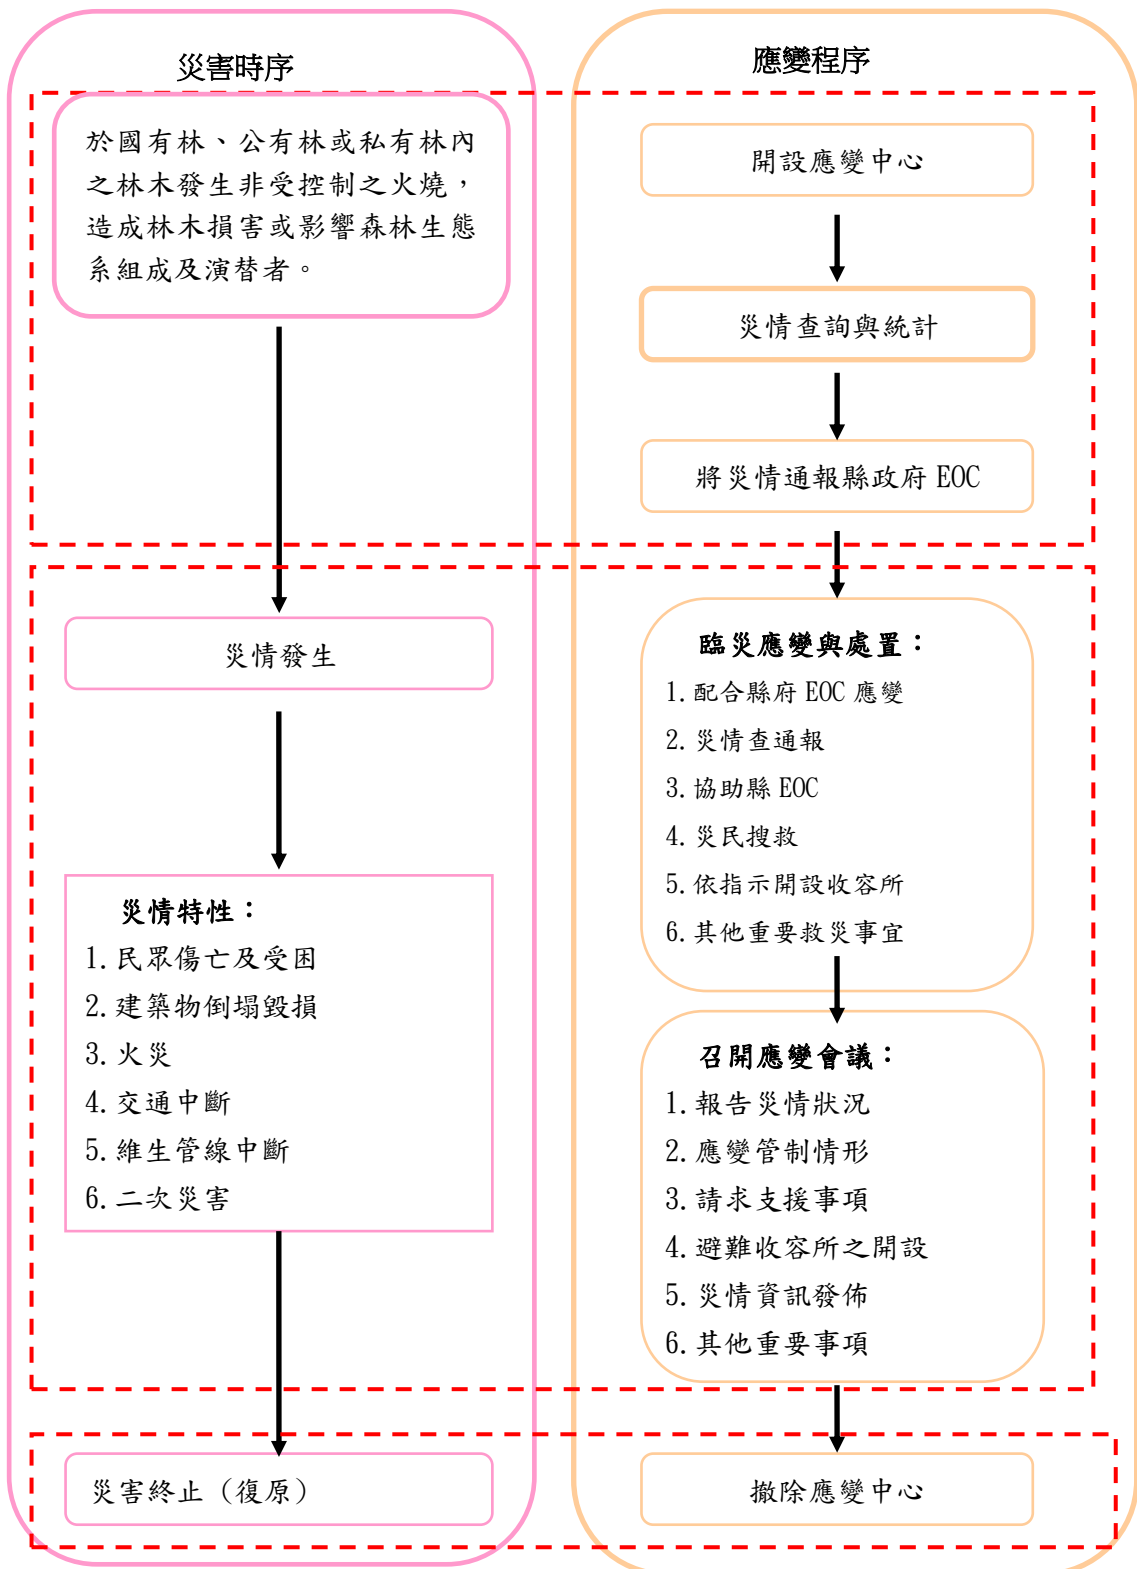 災害時序
於國有林、公有林或私有林內
之林木發生非受控制之火燒，
造成林木損害或影響森林生態
系組成及演替者。
災情發生
災情特性：
1.民眾傷亡及受困
2.建築物倒塌毀損
3.火災
4.交通中斷
5.維生管線中斷
6.二次災害
災害終止（復原）
應變程序
開設應變中心
災情查詢與統計
將災情通報縣政府 EOC
臨災應變與處置：
1.配合縣府 EOC 應變
2.災情查通報
3.協助縣 EOC
4.災民搜救
5.依指示開設收容所
6.其他重要救災事宜
召開應變會議：
1.報告災情狀況
2.應變管制情形
3.請求支援事項
4.避難收容所之開設
5.災情資訊發佈
6.其他重要事項
撤除應變中心